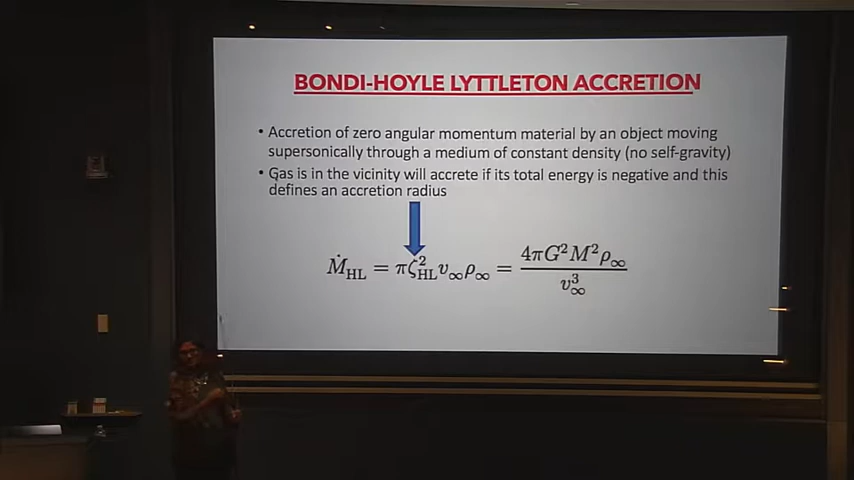 BONDI-HOYLE LYTTLETON ACCRETION
• Accretion of zero angular momentum material by an object moving
supersonically through a medium of constant density (no self-gravity)
• Gas is in the vicinity will accrete if its total energy is negative and this
defines an accretion radius
Ṁ_HL = πζ²_HL v_∞ρ_∞ = 4πG²M²ρ_∞ / v³_∞